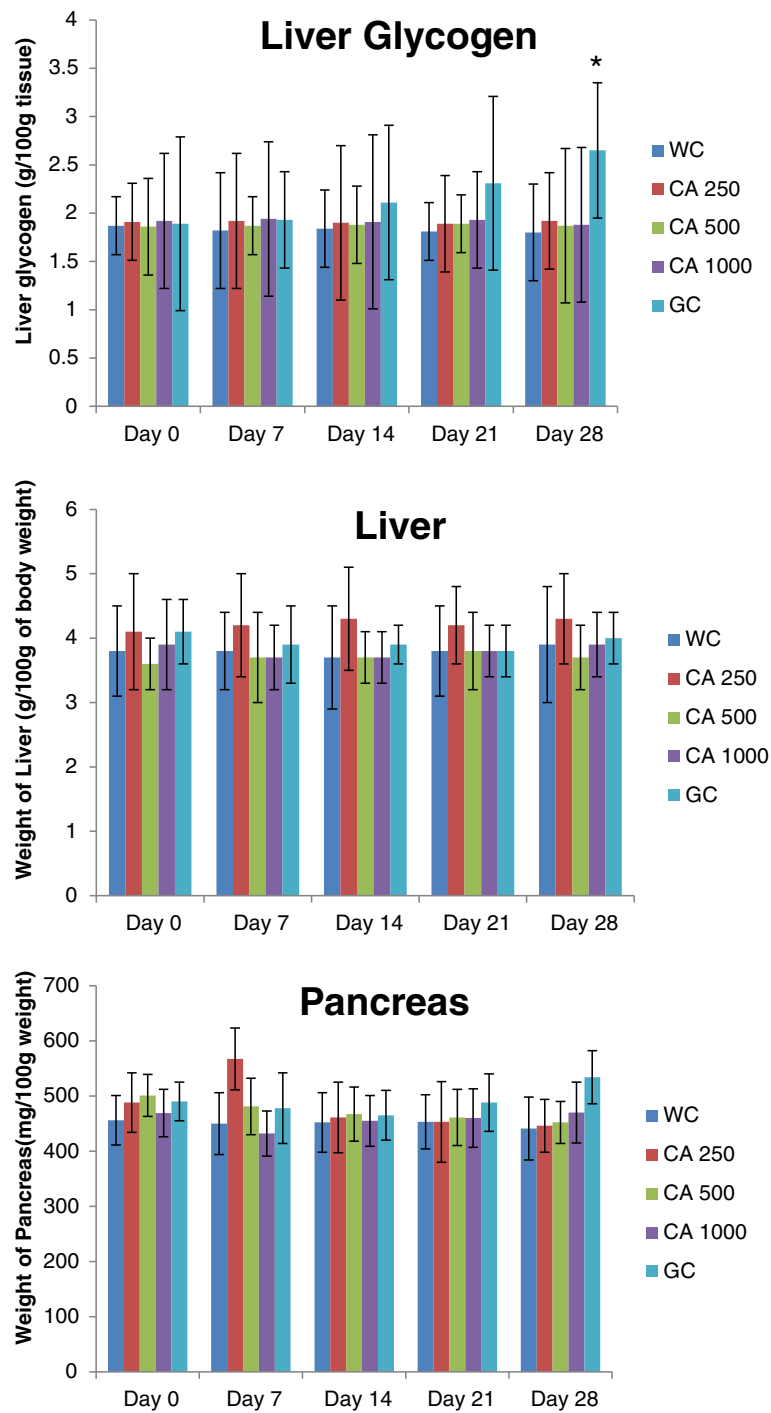 Liver Glycogen
Liver glycogen (g/100g tissue)
4
3.5
3
2.5
2
1.5
1
0.5
0
*
Day 0 Day 7 Day 14 Day 21 Day 28
WC
CA 250
CA 500
CA 1000
GC
Liver
Weight of Liver (g/100g of body weight)
6
5
4
3
2
1
0
Day 0 Day 7 Day 14 Day 21 Day 28
WC
CA 250
CA 500
CA 1000
GC
Pancreas
Weight of Pancreas(mg/100g weight)
700
600
500
400
300
200
100
0
Day 0 Day 7 Day 14 Day 21 Day 28
WC
CA 250
CA 500
CA 1000
GC